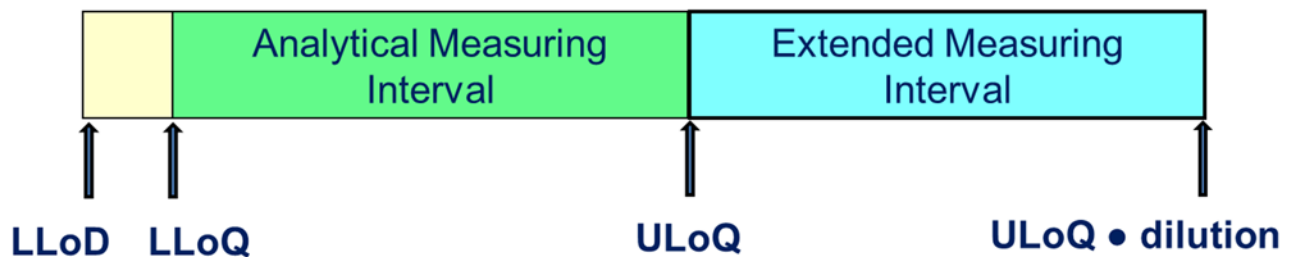 Analytical Measuring
Interval
Extended Measuring
Interval
LLoD
LLoQ
ULoQ
ULoQ ● dilution